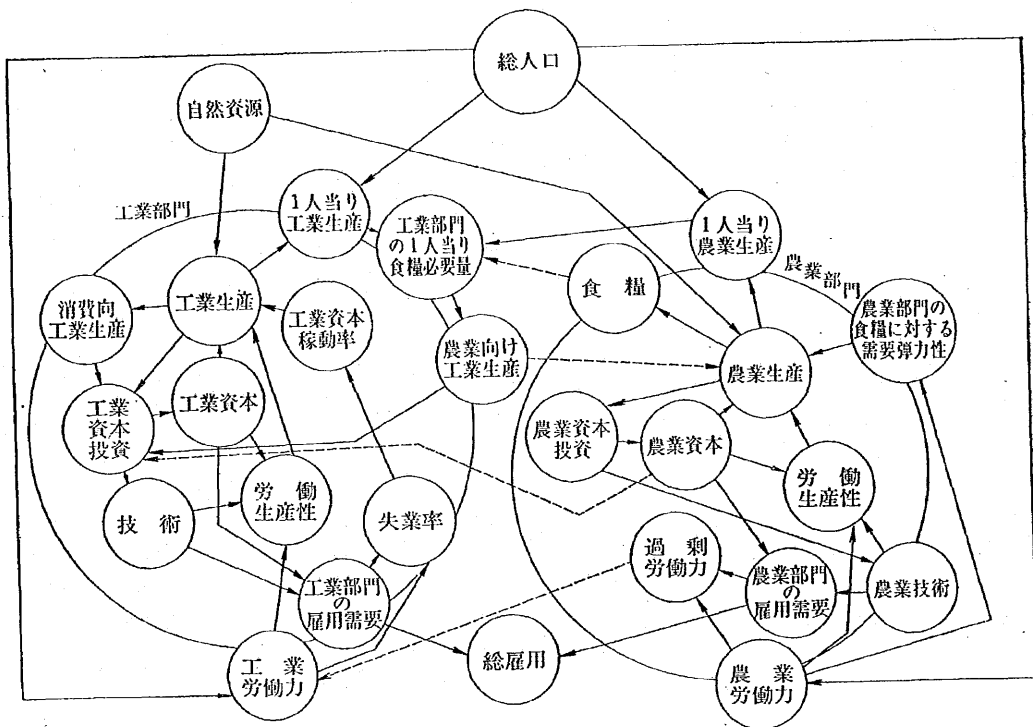 総人口
自然資源
工業部門
1人当り
工業生産
工業部門
の1人当り
食糧必要量
1人当り
農業生産
農業部門
消費向
工業生産
工業生産
工業資本
稼動率
農業向け
工業生産
食糧
農業生産
農業部門の
食糧に対する
需要弾力性
工業
資本
投資
工業資本
農業資本
投資
農業資本
技術
労働
生産性
失業率
労働
生産性
工業部門
の
雇用需要
過剰
労働力
農業部門
の
雇用需要
農業技術
工業
労働力
総雇用
農業
労働力